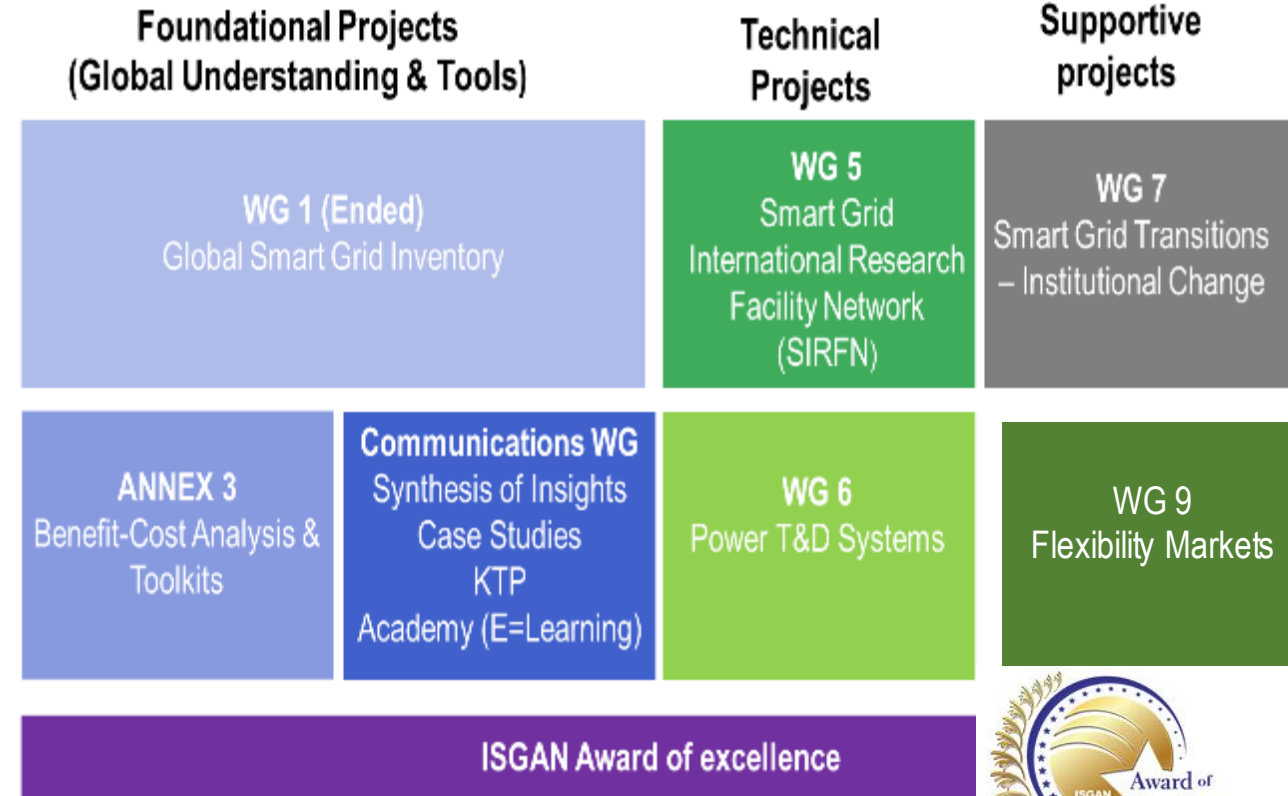 Foundational Projects
(Global Understanding & Tools)
Technical
Projects
Supportive
projects
WG 1 (Ended)
Global Smart Grid Inventory
WG 5
Smart Grid
International Research
Facility Network
(SIRFN)
WG 7
Smart Grid Transitions
– Institutional Change
ANNEX 3
Benefit-Cost Analysis &
Toolkits
Communications WG
Synthesis of Insights
Case Studies
KTP
Academy (E=Learning)
WG 6
Power T&D Systems
WG 9
Flexibility Markets
ISGAN Award of excellence
Award of
ISGAN